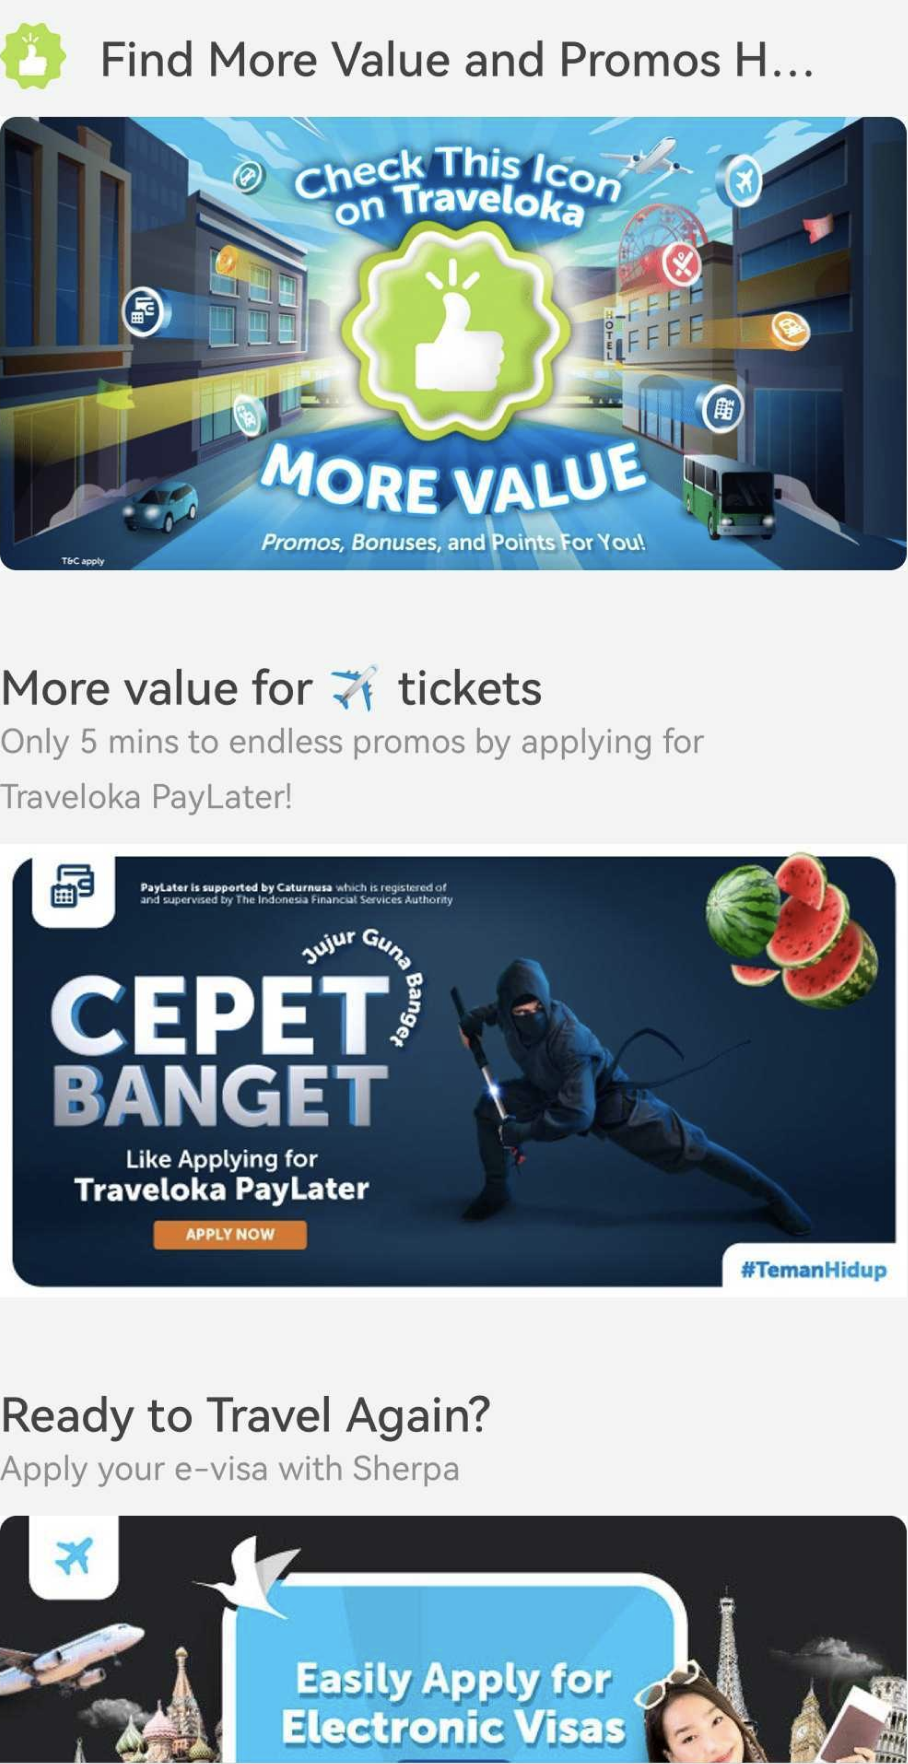 Find More Value and Promos H...
Check This Icon
on Traveloka
HOTEL
MORE VALUE
Promos, Bonuses, and Points For You!
T&C apply
More value for ✈️ tickets
Only 5 mins to endless promos by applying for
Traveloka PayLater!
PayLater is supported by Caturnusa which is registered of
and supervised by The Indonesia Financial Services Authority
Jujur Guna Banget
CEPET
BANGET
Like Applying for
Traveloka PayLater
APPLY NOW
#TemanHidup
Ready to Travel Again?
Apply your e-visa with Sherpa
Easily Apply for
Electronic Visas